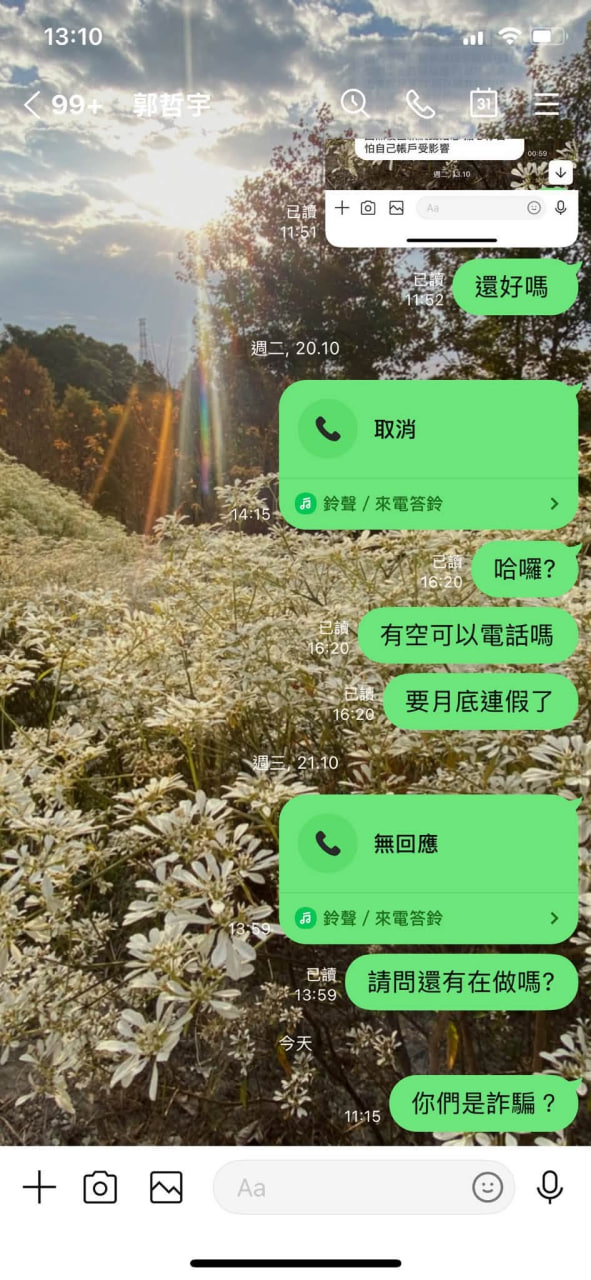 13:10
99+ 郭哲宇
31
怕自己帳戶受影響
00:59
週二, 13.10
Aa
已讀
11:51
還好嗎
已讀
11:52
週二, 20.10
取消
鈴聲 / 來電答鈴
14:15
哈囉?
已讀
16:20
有空可以電話嗎
已讀
16:20
要月底連假了
已讀
16:20
週三, 21.10
無回應
鈴聲 / 來電答鈴
13:59
請問還有在做嗎?
已讀
13:59
今天
你們是詐騙？
11:15
Aa